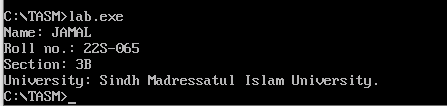 C:\TASM>lab.exe
Name: JAMAL
Roll no.: 22S-065
Section: 3B
University: Sindh Madressatul Islam University.
C:\TASM>_